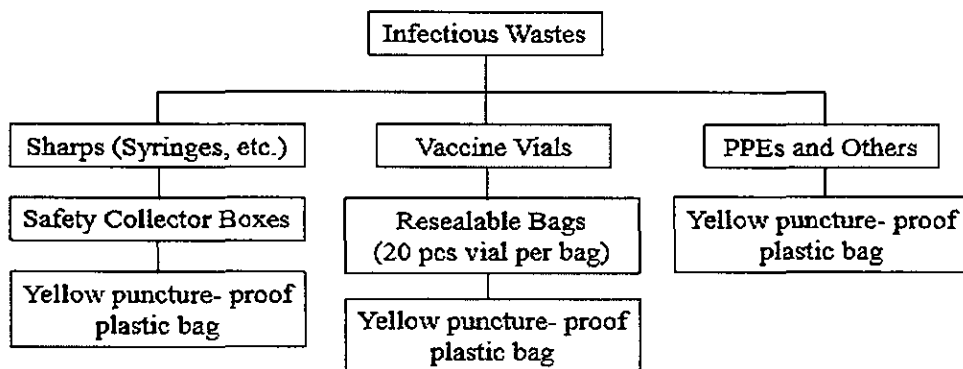 Infectious Wastes
Sharps (Syringes, etc.)
Vaccine Vials
PPEs and Others
Safety Collector Boxes
Resealable Bags
(20 pcs vial per bag)
Yellow puncture- proof
plastic bag
Yellow puncture- proof
plastic bag
Yellow puncture- proof
plastic bag